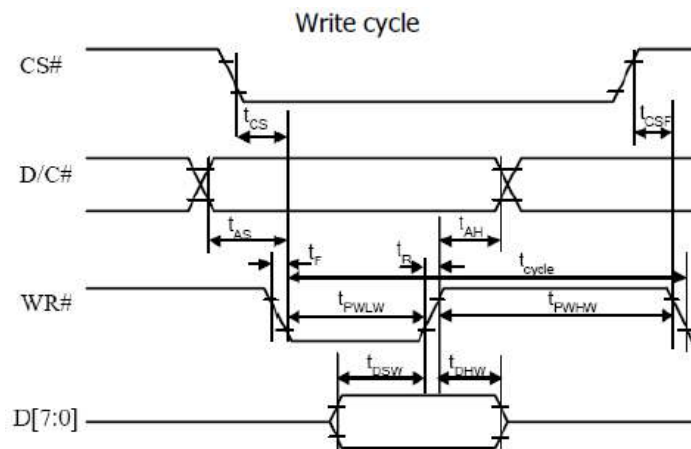 Write cycle
CS#
tCS
tCSF
D/C#
tAS
tAH
tF
tR
tcycle
WR#
tPWLW
tPWHW
tDSW
tDHW
D[7:0]